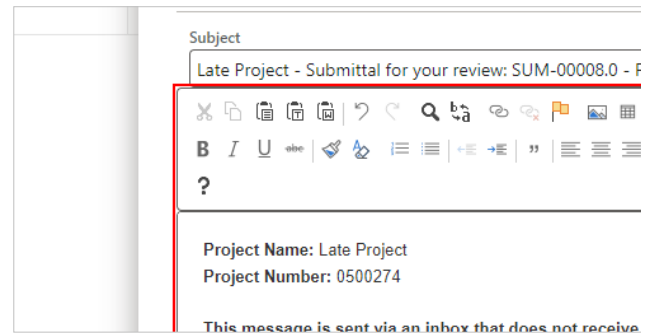 Subject
Late Project - Submittal for your review: SUM-00008.0 -
Project Name: Late Project
Project Number: 0500274
This message is sent via an inbox that does not receive